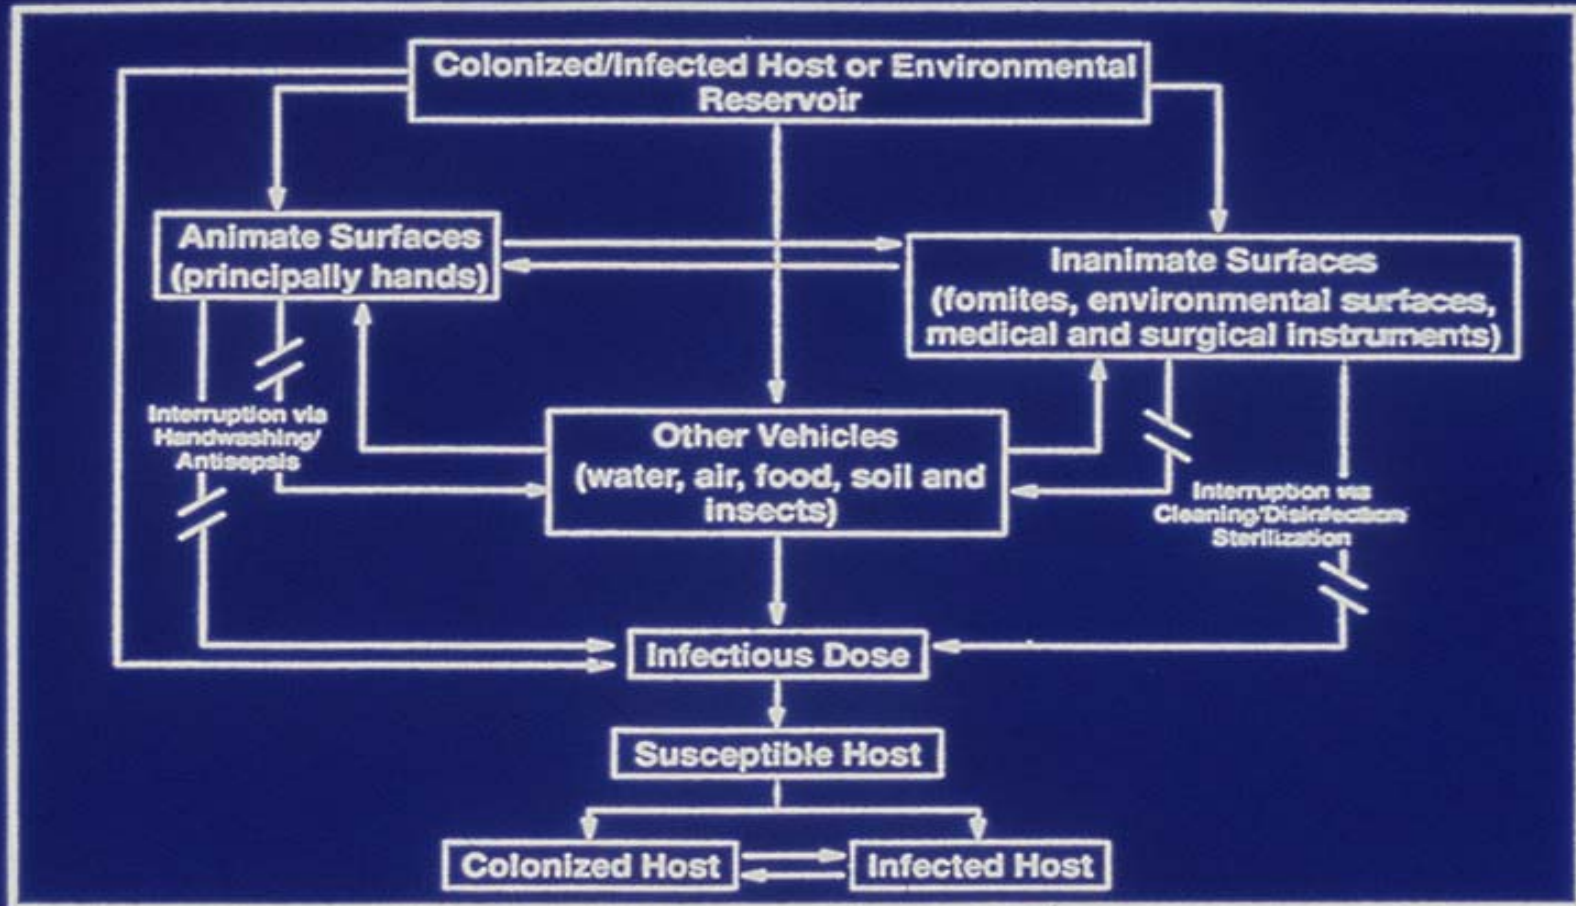 Colonized/Infected Host or Environmental
Reservoir
Animate Surfaces
(principally hands)
Inanimate Surfaces
(fomites, environmental surfaces,
medical and surgical instruments)
Interruption via
Handwashing/
Antisepsis
Other Vehicles
(water, air, food, soil and
insects)
Interruption via
Cleaning/Disinfection/
Sterilization
Infectious Dose
Susceptible Host
Colonized Host
Infected Host